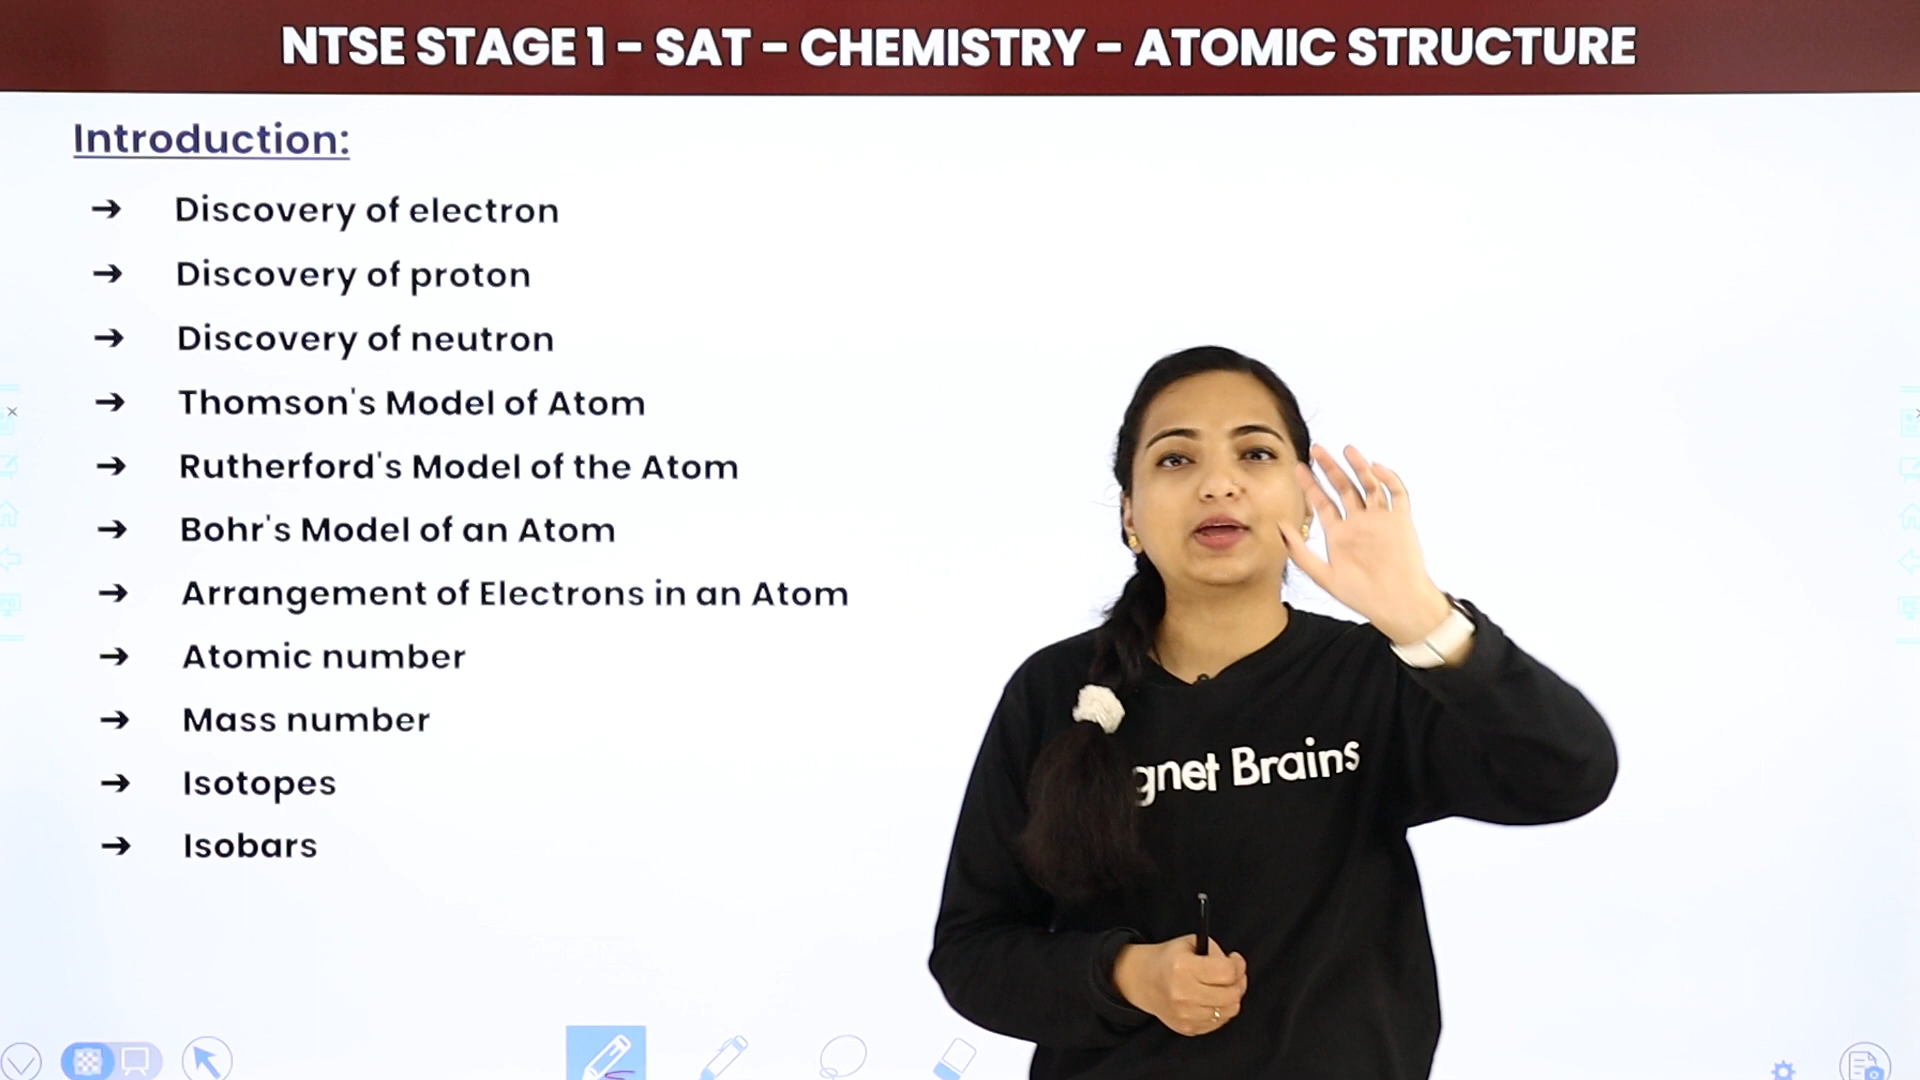 NTSE STAGE 1 – SAT – CHEMISTRY – ATOMIC STRUCTURE
Introduction:
➔ Discovery of electron
➔ Discovery of proton
➔ Discovery of neutron
➔ Thomson's Model of Atom
➔ Rutherford's Model of the Atom
➔ Bohr's Model of an Atom
➔ Arrangement of Electrons in an Atom
➔ Atomic number
➔ Mass number
➔ Isotopes
➔ Isobars
gnet Brains